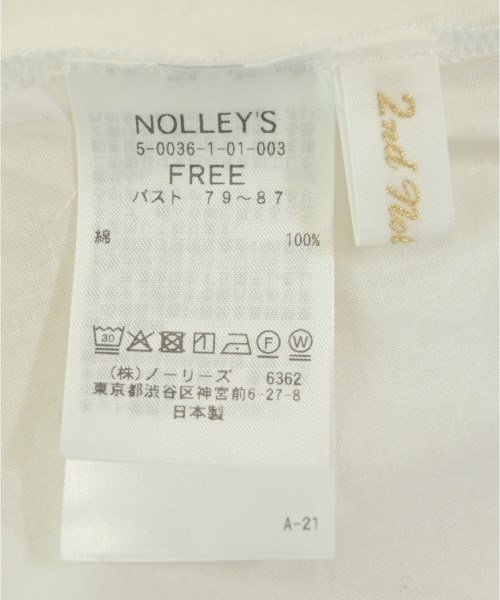 NOLLEY'S
5-0036-1-01-003
FREE
バスト 79～87
綿 100%
30
F
W
(株)ノーリーズ 6362
東京都渋谷区神宮前6-27-8
日本製
A-21
2nd